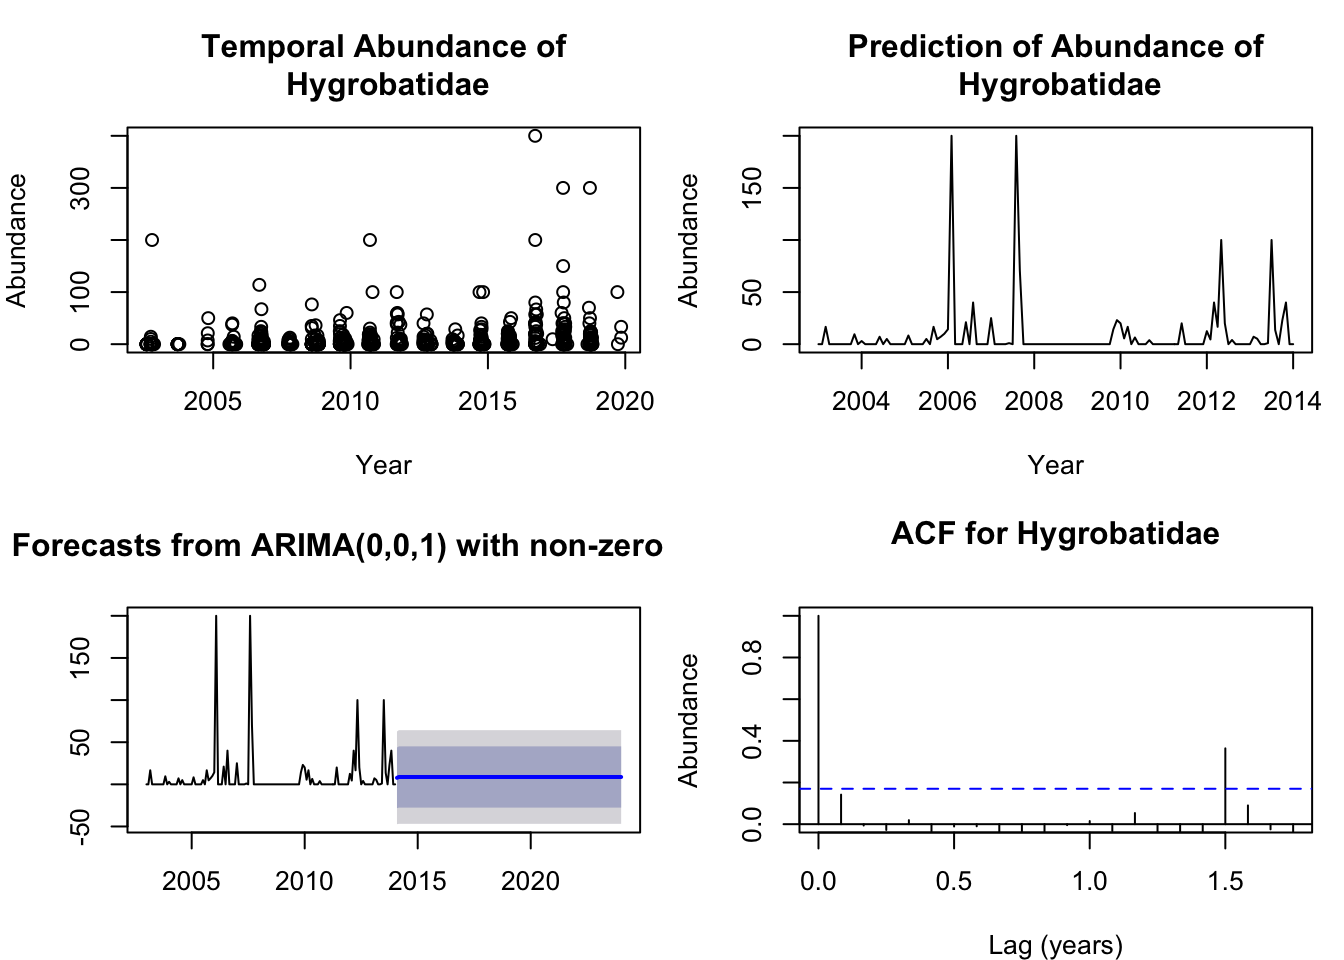 Temporal Abundance of
Hygrobatidae
Abundance
0
100
300
2005 2010 2015 2020
Year
Prediction of Abundance of
Hygrobatidae
Abundance
0
50
150
2004 2006 2008 2010 2012 2014
Year
Forecasts from ARIMA(0,0,1) with non-zero
-50
50
150
2005 2010 2015 2020
ACF for Hygrobatidae
Abundance
0.0
0.4
0.8
0.0 0.5 1.0 1.5
Lag (years)